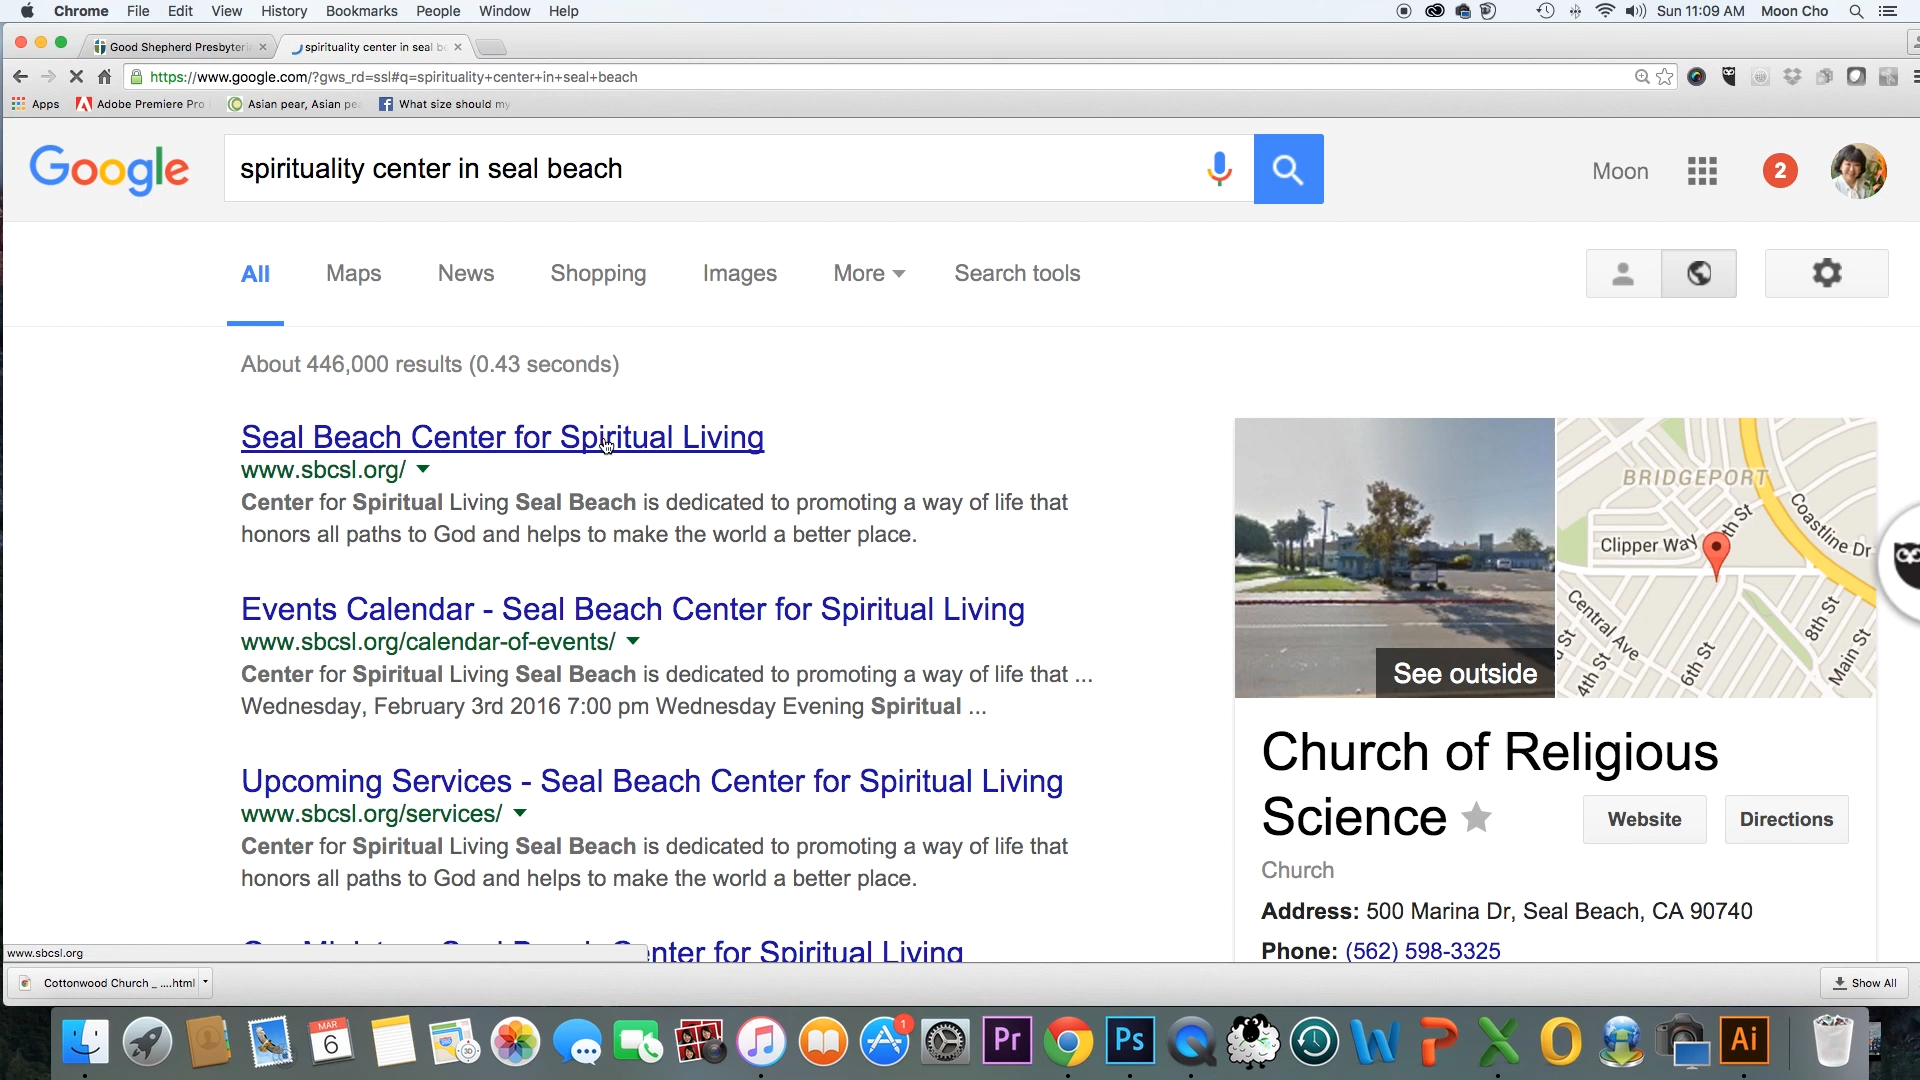 Chrome File Edit View History Bookmarks People Window Help Sun 11:09 AM Moon Cho
Good Shepherd Presbyteri spirituality center in seal be
https://www.google.com/?gws_rd=ssl#q=spirituality+center+in+seal+beach
Apps Adobe Premiere Pro Asian pear, Asian pe What size should my
Google spirituality center in seal beach Moon 2
All Maps News Shopping Images More Search tools
About 446,000 results (0.43 seconds)
Seal Beach Center for Spiritual Living
www.sbcsl.org/
Center for Spiritual Living Seal Beach is dedicated to promoting a way of life that
honors all paths to God and helps to make the world a better place.
Events Calendar - Seal Beach Center for Spiritual Living
www.sbcsl.org/calendar-of-events/
Center for Spiritual Living Seal Beach is dedicated to promoting a way of life that ...
Wednesday, February 3rd 2016 7:00 pm Wednesday Evening Spiritual ...
Upcoming Services - Seal Beach Center for Spiritual Living
www.sbcsl.org/services/
Center for Spiritual Living Seal Beach is dedicated to promoting a way of life that
honors all paths to God and helps to make the world a better place.
Center for Spiritual Living
See outside
BRIDGEPORT
Clipper Way
th St
Coastline Dr
Central Ave
St
4th St
6th St
8th St
Main St
Church of Religious
Science
Website Directions
Church
Address: 500 Marina Dr, Seal Beach, CA 90740
Phone: (562) 598-3325
www.sbcsl.org
Cottonwood Church _ ....html Show All
MAR
6
3D
1
Pr
Ps
Ai